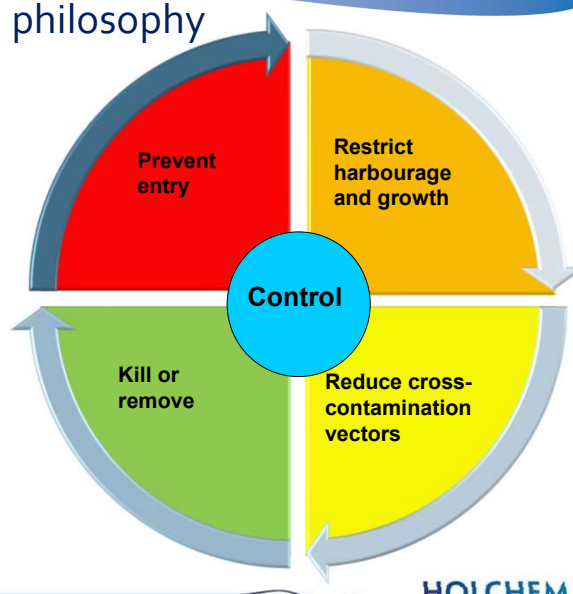 philosophy
Prevent
entry
Restrict
harbourage
and growth
Control
Kill or
remove
Reduce cross-
contamination
vectors
HOLCHEM